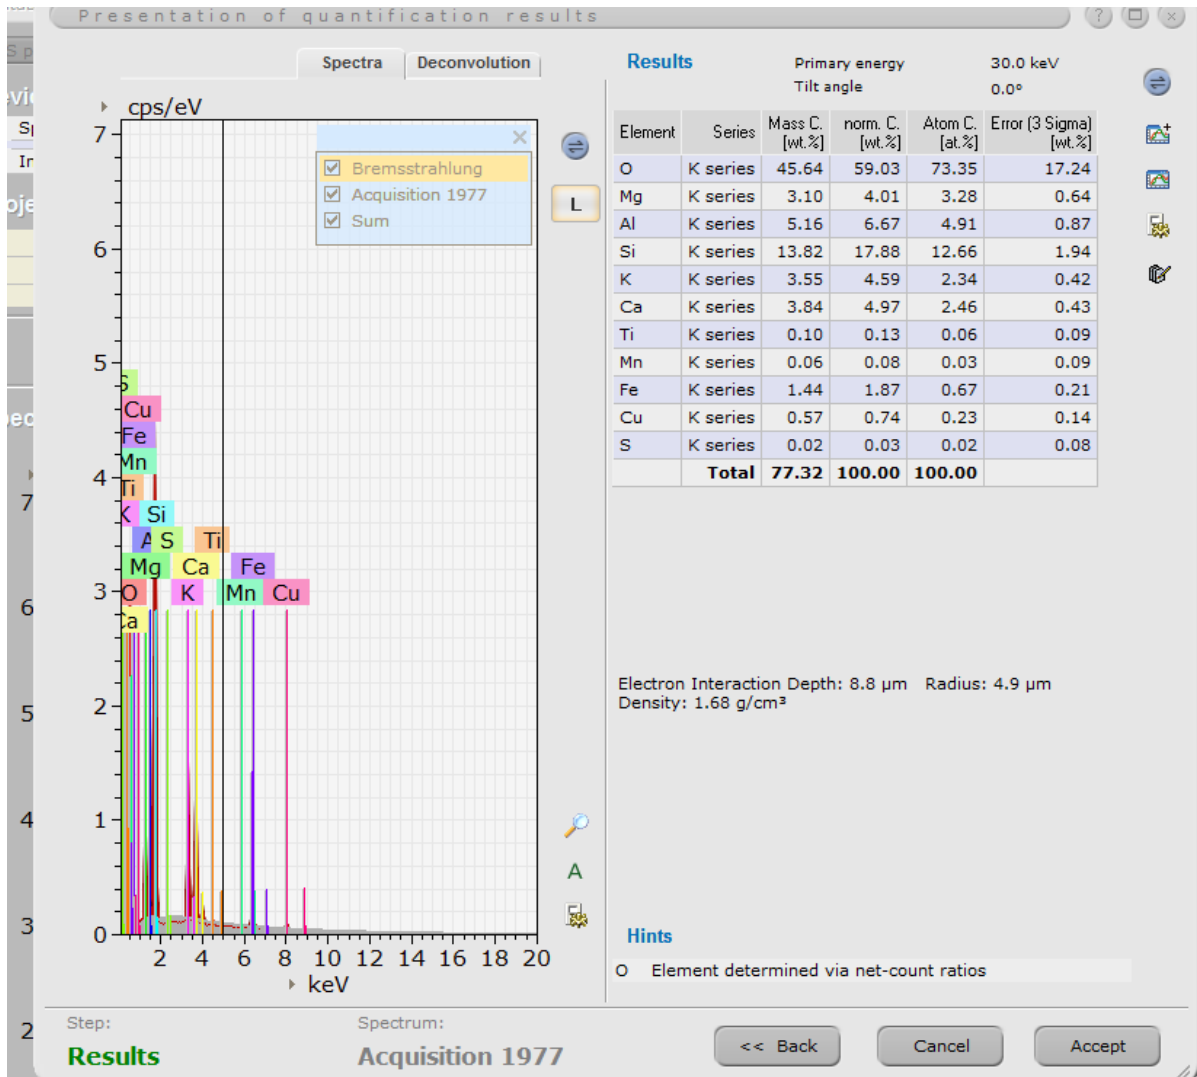 Presentation of quantification results
Spectra
Deconvolution
cps/eV
7
6
5
4
3
2
1
0
Bremsstrahlung
Acquisition 1977
Sum
L
S
Cu
Fe
Mn
Ti
K Si
A S Ti
Mg Ca Fe
O K Mn Cu
Ca
2 4 6 8 10 12 14 16 18 20
keV
A
Results
Primary energy 30.0 keV
Tilt angle 0.0°
Element Series Mass C. [wt.%] norm. C. [wt.%] Atom C. [at.%] Error (3 Sigma) [wt.%]
O K series 45.64 59.03 73.35 17.24
Mg K series 3.10 4.01 3.28 0.64
Al K series 5.16 6.67 4.91 0.87
Si K series 13.82 17.88 12.66 1.94
K K series 3.55 4.59 2.34 0.42
Ca K series 3.84 4.97 2.46 0.43
Ti K series 0.10 0.13 0.06 0.09
Mn K series 0.06 0.08 0.03 0.09
Fe K series 1.44 1.87 0.67 0.21
Cu K series 0.57 0.74 0.23 0.14
S K series 0.02 0.03 0.02 0.08
Total 77.32 100.00 100.00
Electron Interaction Depth: 8.8 µm Radius: 4.9 µm
Density: 1.68 g/cm³
Hints
O Element determined via net-count ratios
Step:
Results
Spectrum:
Acquisition 1977
<< Back
Cancel
Accept
7
6
5
4
3
2